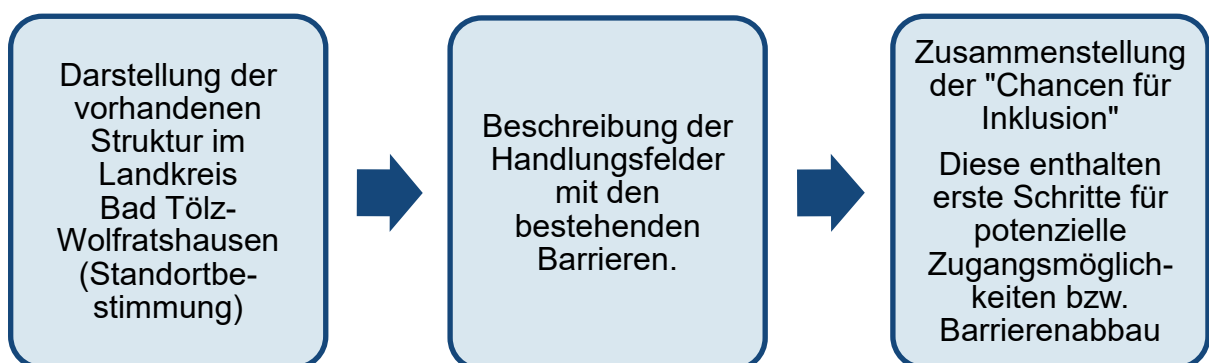 Darstellung der
vorhandenen
Struktur im
Landkreis
Bad Tölz-
Wolfratshausen
(Standortbe-
stimmung)
Beschreibung der
Handlungsfelder
mit den
bestehenden
Barrieren.
Zusammenstellung
der "Chancen für
Inklusion"
Diese enthalten
erste Schritte für
potenzielle
Zugangsmöglich-
keiten bzw.
Barrierenabbau